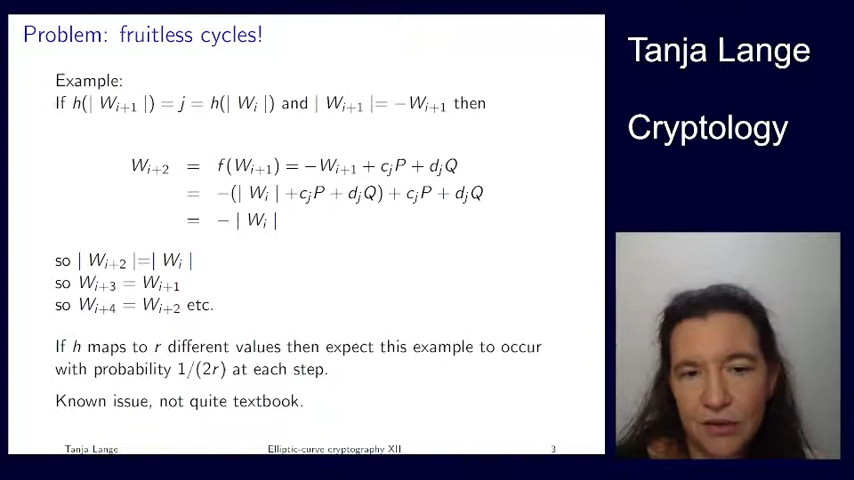 Problem: fruitless cycles!
Example:
If h(| W_{i+1} |) = j = h(| W_i |) and | W_{i+1} |= −W_{i+1} then
W_{i+2} = f(W_{i+1}) = −W_{i+1} + c_jP + d_jQ
= −(| W_i | +c_jP + d_jQ) + c_jP + d_jQ
= − | W_i |
so | W_{i+2} |=| W_i |
so W_{i+3} = W_{i+1}
so W_{i+4} = W_{i+2} etc.
If h maps to r different values then expect this example to occur
with probability 1/(2r) at each step.
Known issue, not quite textbook.
Tanja Lange Elliptic-curve cryptography XII 3
Tanja Lange
Cryptology